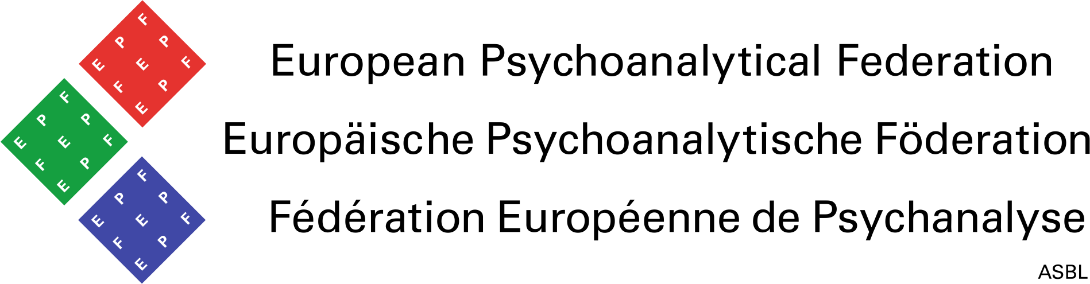 E P F
F E P
E P F
European Psychoanalytical Federation
E P F
F E P
E P F
Europäische Psychoanalytische Föderation
E P F
F E P
E P F
Fédération Européenne de Psychanalyse
ASBL